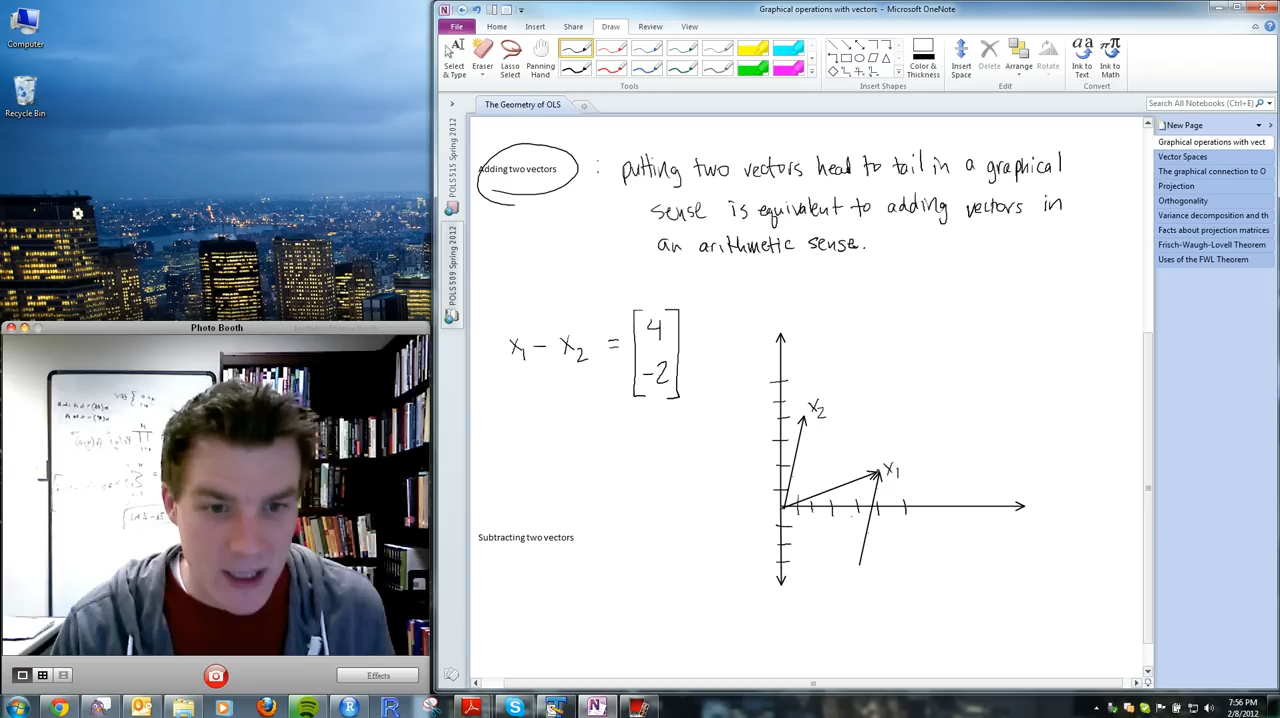 Graphical operations with vectors - Microsoft OneNote
File Home Insert Share Draw Review View
Computer
Select & Type
Eraser
Lasso Select
Panning Hand
Color & Thickness
Insert Space
Delete
Arrange
Rotate
Ink to Text
Ink to Math
Tools
Insert Shapes
Edit
Convert
Recycle Bin
The Geometry of OLS
Search All Notebooks (Ctrl+E)
POLS 515 Spring 2012
POLS 509 Spring 2012
New Page
Graphical operations with vect
Vector Spaces
The graphical connection to O
Projection
Orthogonality
Variance decomposition and th
Facts about projection matrices
Frisch-Waugh-Lovell Theorem
Uses of the FWL Theorem
Adding two vectors : putting two vectors head to tail in a graphical
sense is equivalent to adding vectors in
an arithmetic sense.
x1 - x2 = [4
-2]
x2
x1
Subtracting two vectors
Photo Booth
Effects
7:56 PM
2/8/2012